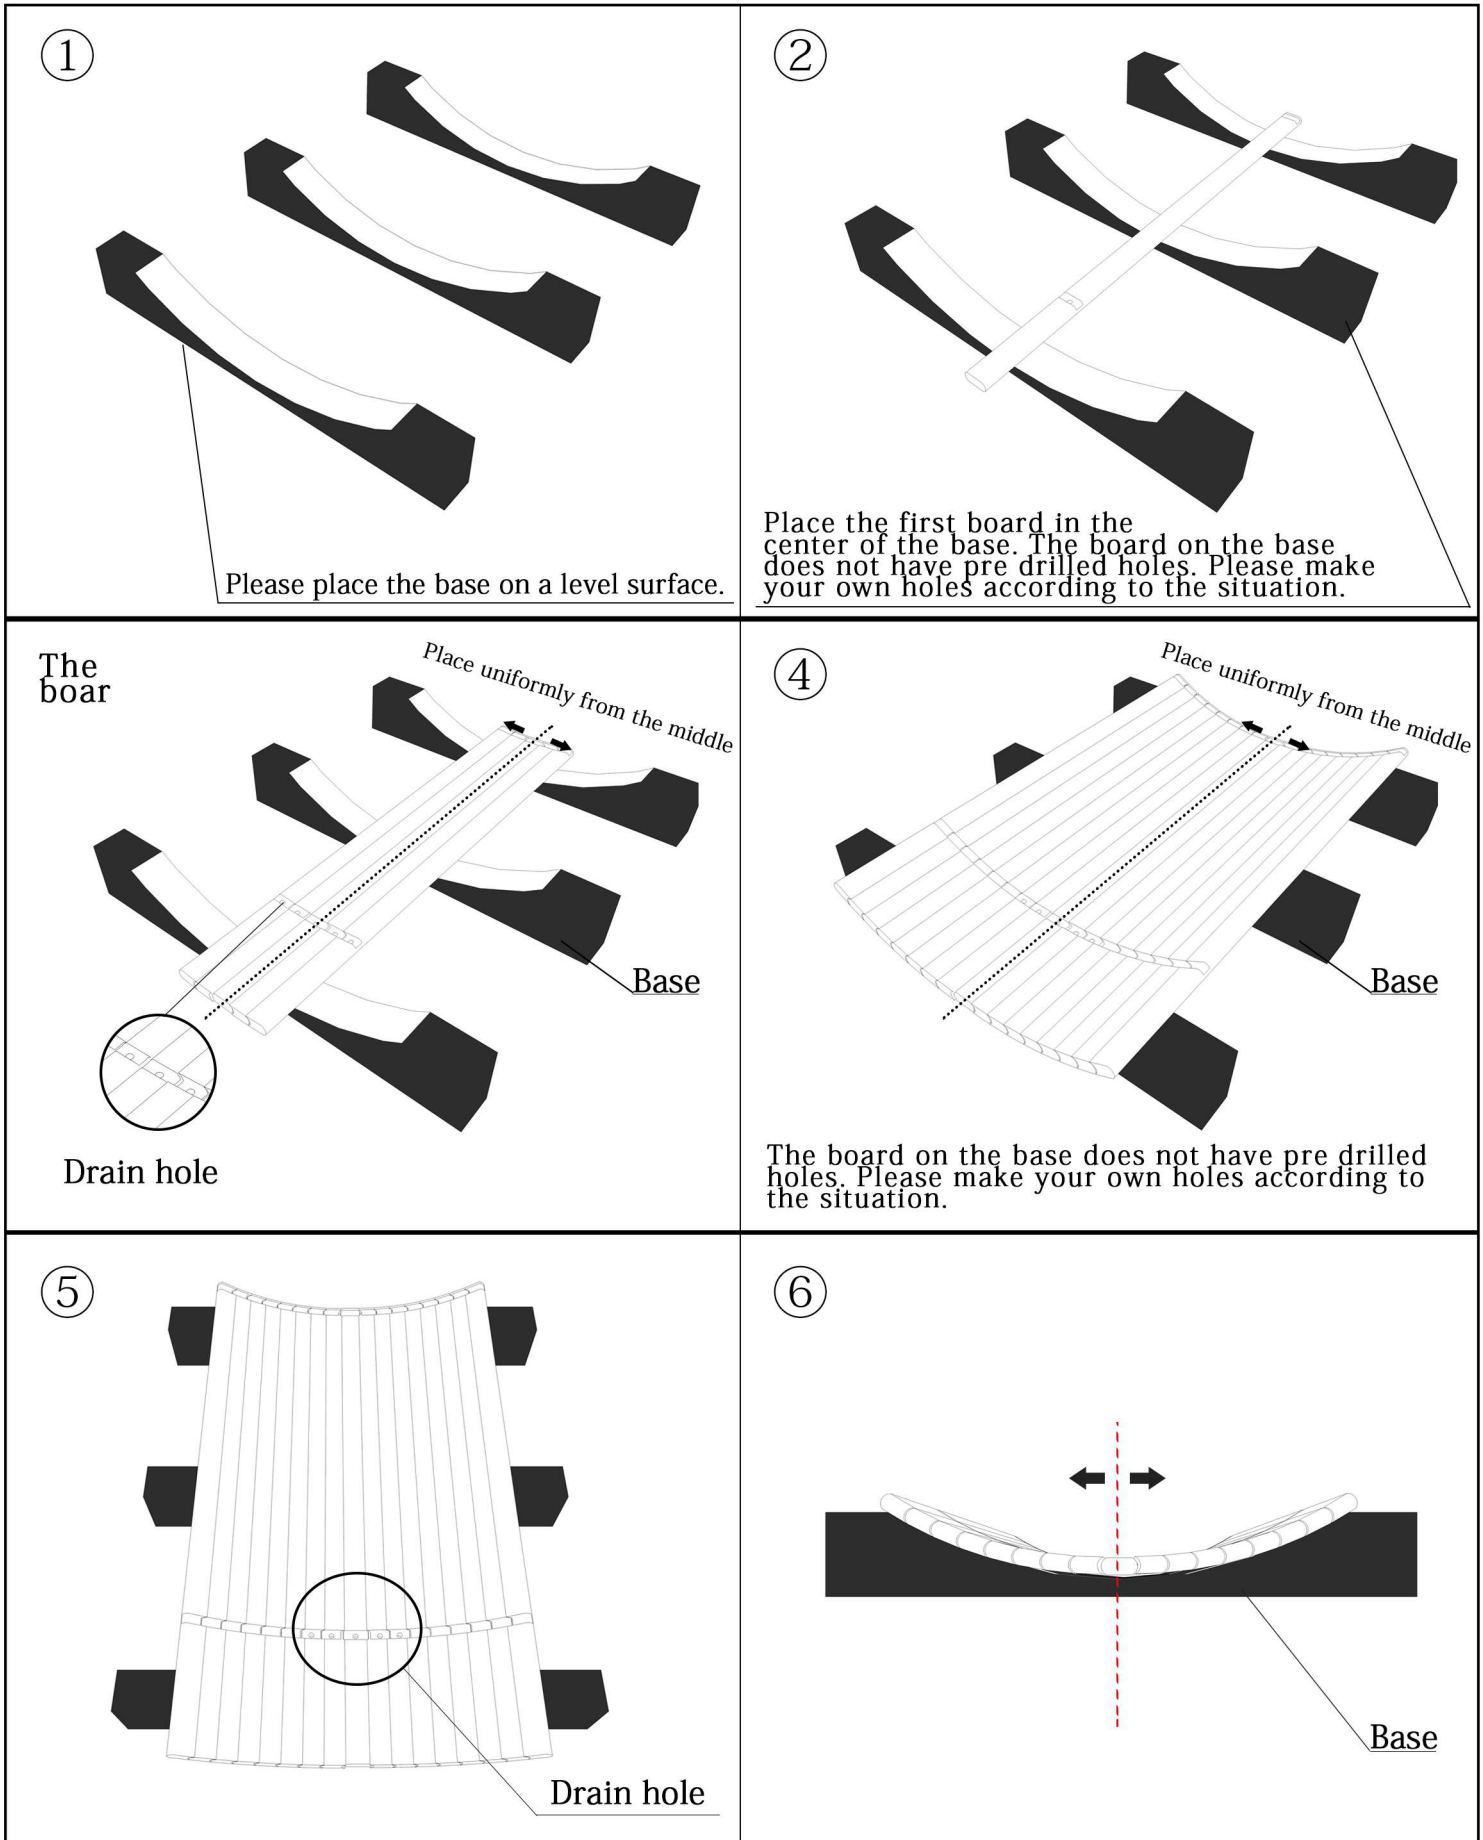 ①
Please place the base on a level surface.
②
Place the first board in the
center of the base. The board on the base
does not have pre drilled holes. Please make
your own holes according to the situation.
The
boar
Place uniformly from the middle
Base
Drain hole
④
Place uniformly from the middle
Base
The board on the base does not have pre drilled
holes. Please make your own holes according to
the situation.
⑤
Drain hole
⑥
Base